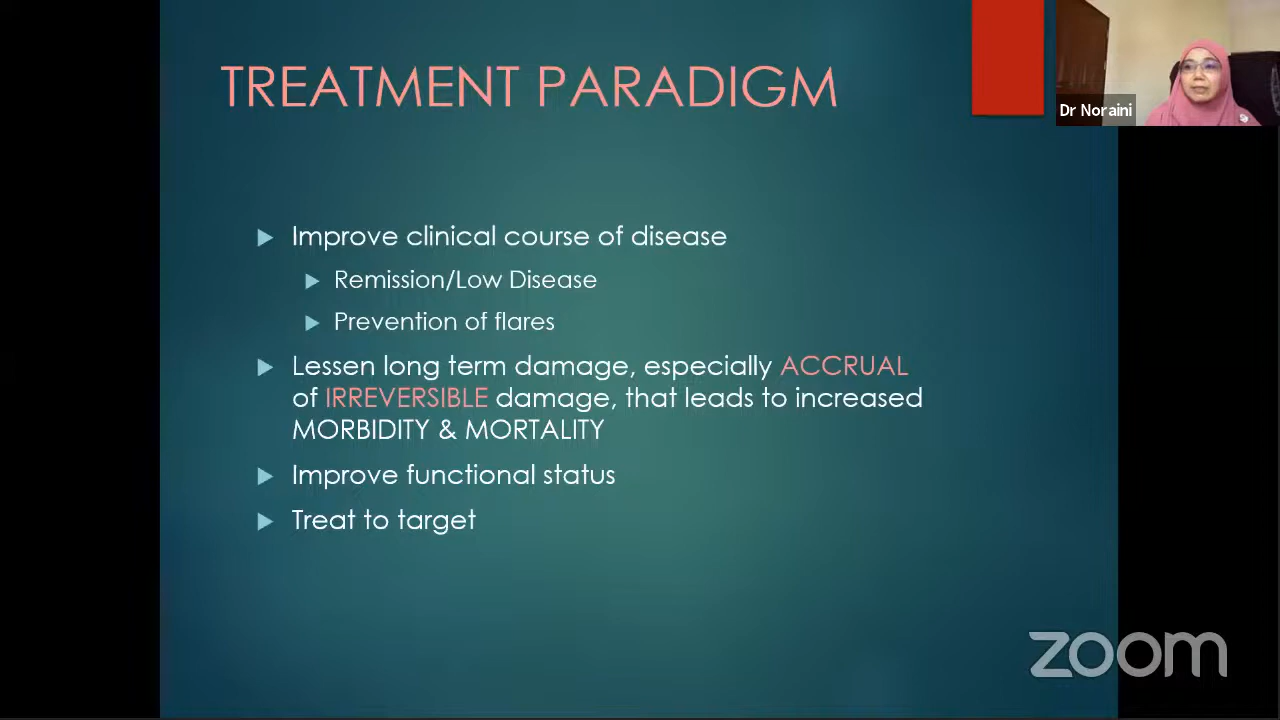 TREATMENT PARADIGM
Dr Noraini
Improve clinical course of disease
Remission/Low Disease
Prevention of flares
Lessen long term damage, especially ACCRUAL
of IRREVERSIBLE damage, that leads to increased
MORBIDITY & MORTALITY
Improve functional status
Treat to target
zoom